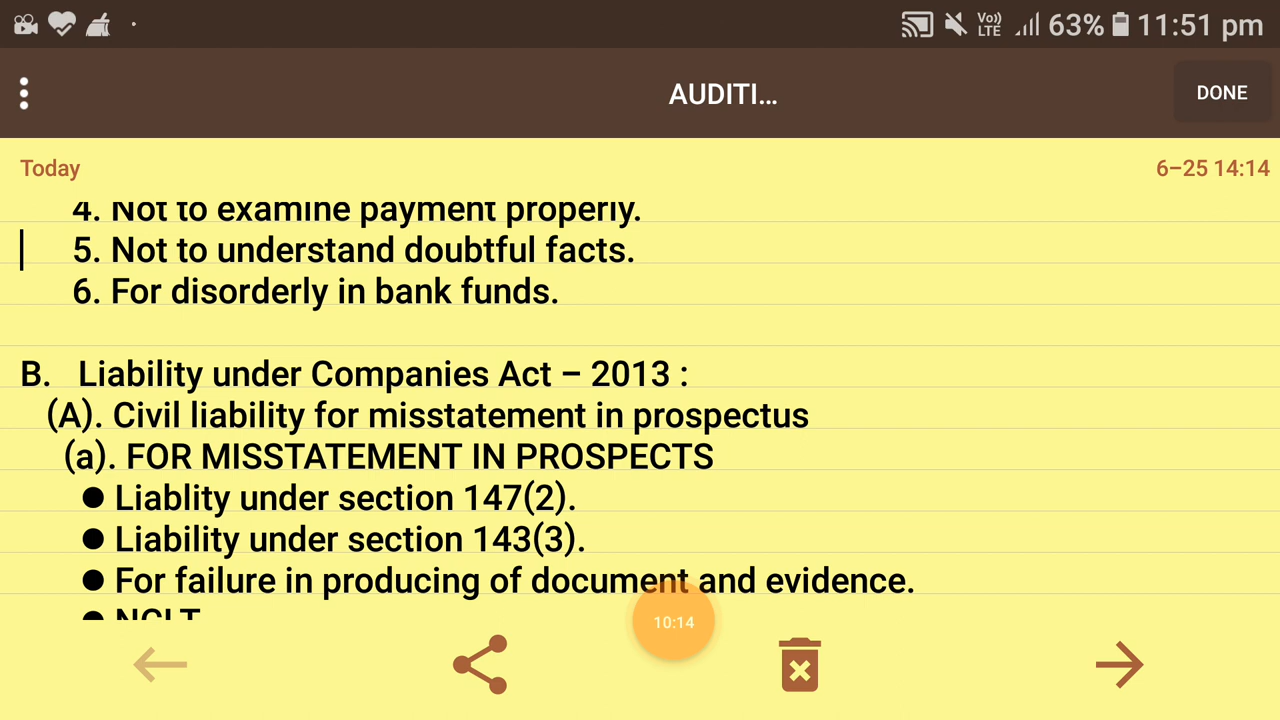 Vo))
LTE
63%
11:51 pm
AUDITI...
DONE
Today
6-25 14:14
4. Not to examine payment properly.
5. Not to understand doubtful facts.
6. For disorderly in bank funds.
B. Liability under Companies Act – 2013 :
(A). Civil liability for misstatement in prospectus
(a). FOR MISSTATEMENT IN PROSPECTS
● Liablity under section 147(2).
● Liability under section 143(3).
● For failure in producing of document and evidence.
● NCLT
10:14